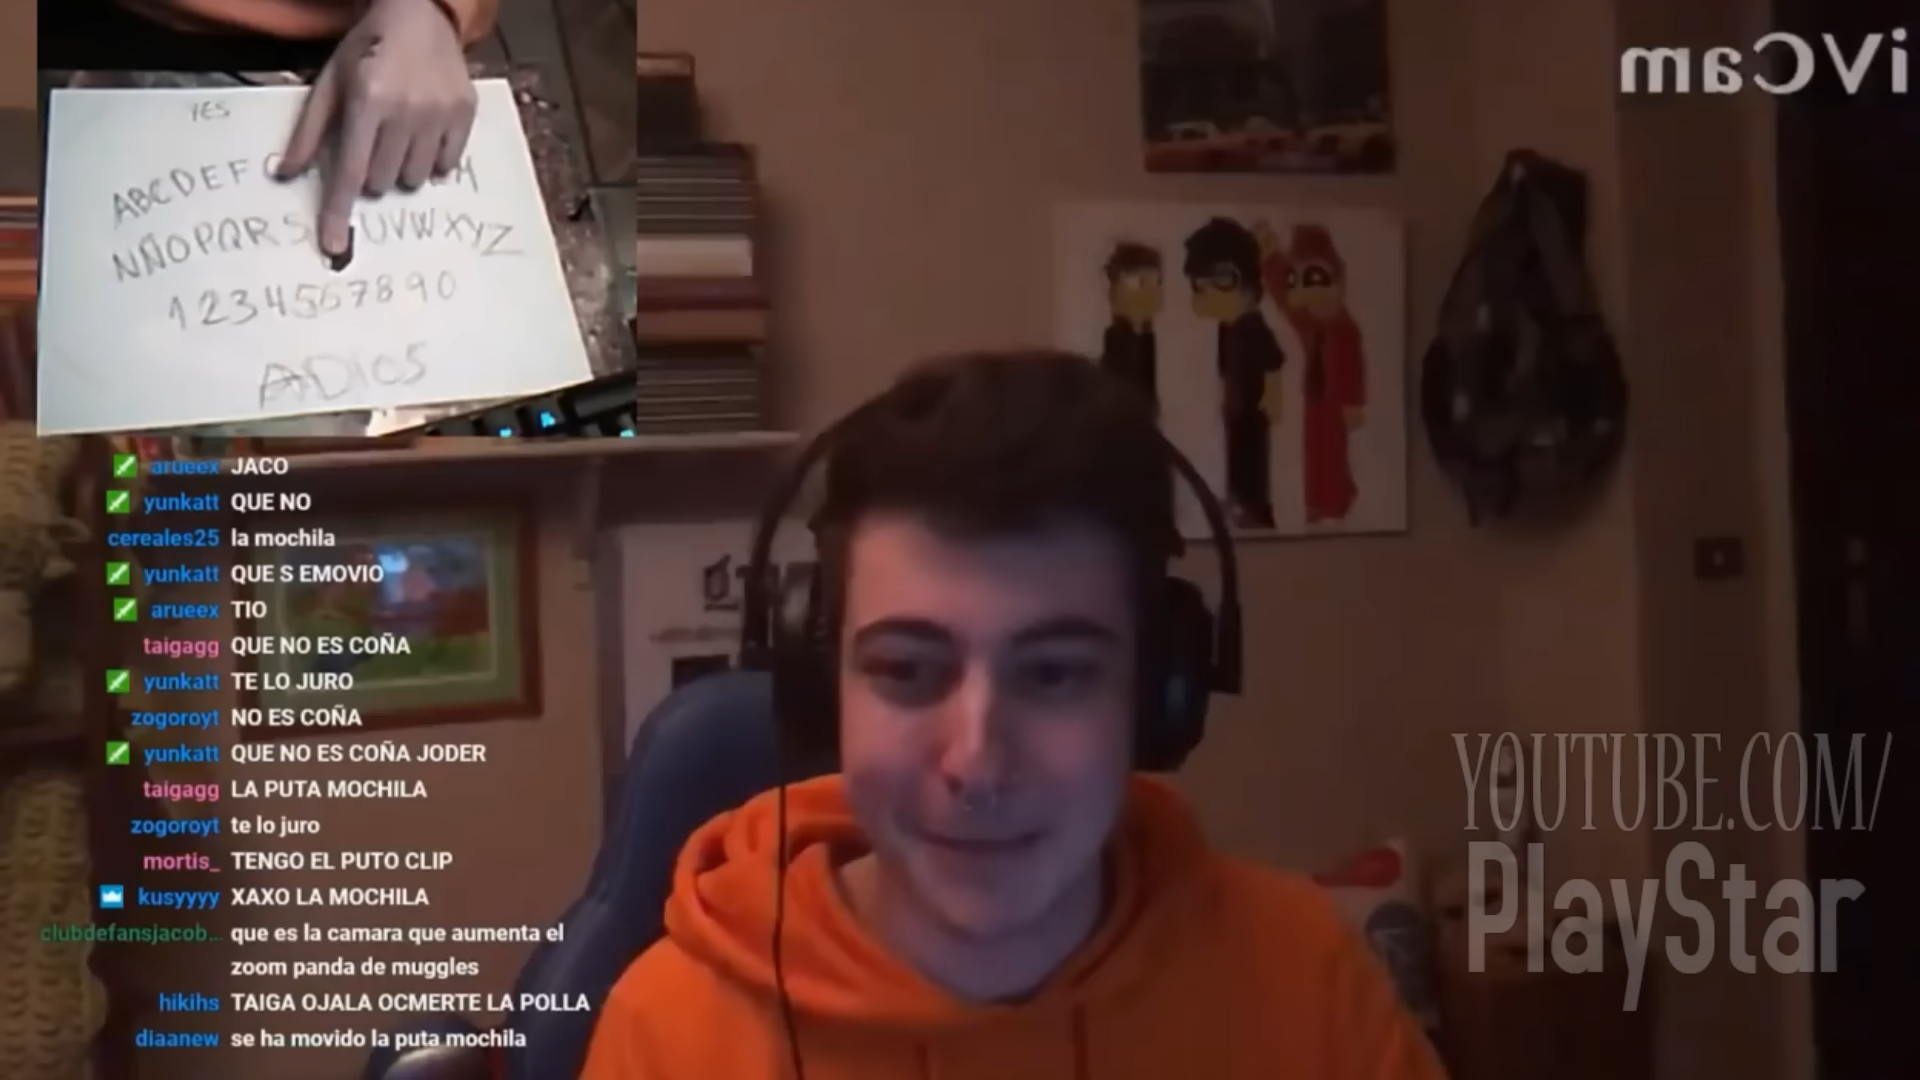 iVCam
YES
ABCDEF
NÑOPQRS UVWXYZ
1234567890
ADIOS
arueex JACO
yunkatt QUE NO
cereales25 la mochila
yunkatt QUE S EMOVIO
arueex TIO
taigagg QUE NO ES COÑA
yunkatt TE LO JURO
zogoroyt NO ES COÑA
yunkatt QUE NO ES COÑA JODER
taigagg LA PUTA MOCHILA
zogoroyt te lo juro
mortis_ TENGO EL PUTO CLIP
kusyyyy XAXO LA MOCHILA
clubdefansjacob... que es la camara que aumenta el
zoom panda de muggles
hikihs TAIGA OJALA OCMERTE LA POLLA
diaanew se ha movido la puta mochila
YOUTUBE.COM/
PlayStar